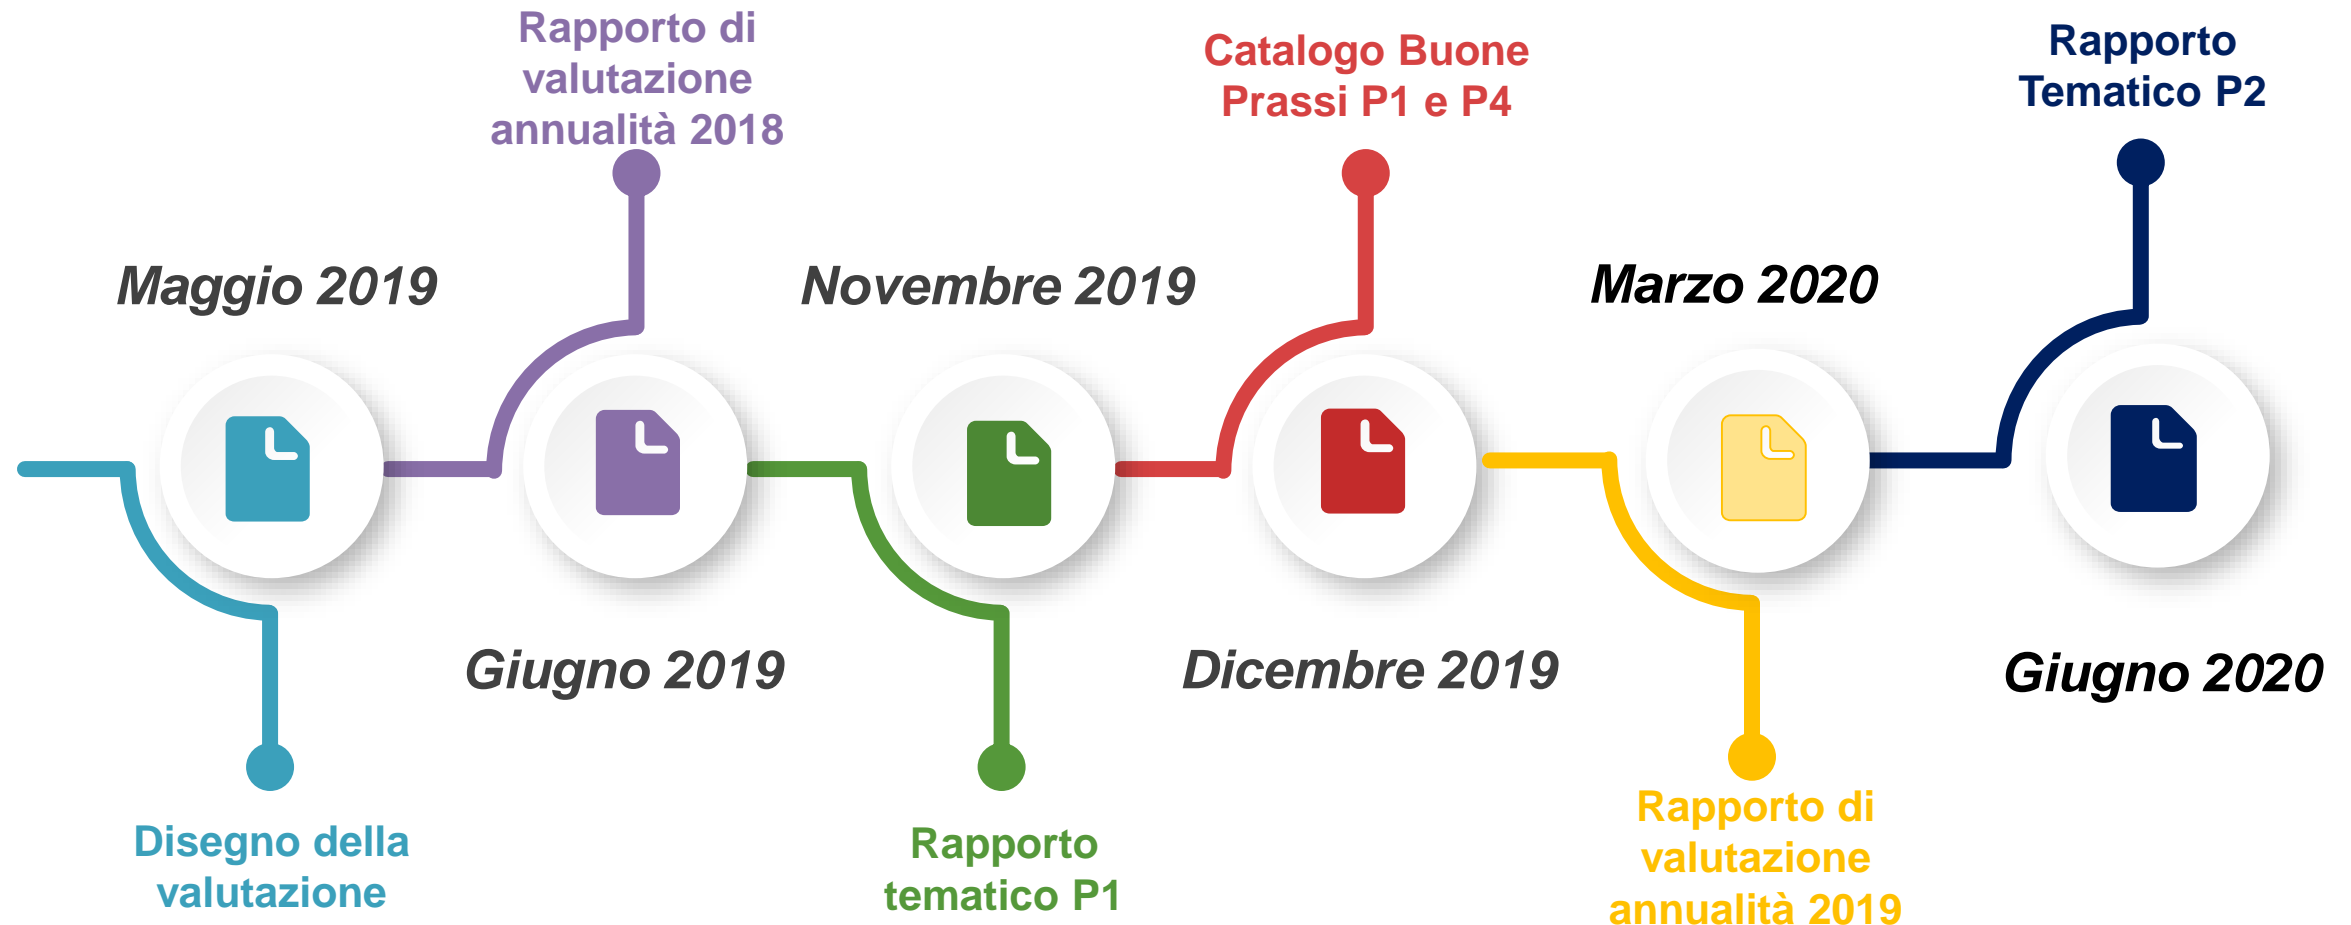 Rapporto di
valutazione
annualità 2018
Catalogo Buone
Prassi P1 e P4
Rapporto
Tematico P2
Maggio 2019
Novembre 2019
Marzo 2020
Giugno 2019
Dicembre 2019
Giugno 2020
Disegno della
valutazione
Rapporto
tematico P1
Rapporto di
valutazione
annualità 2019